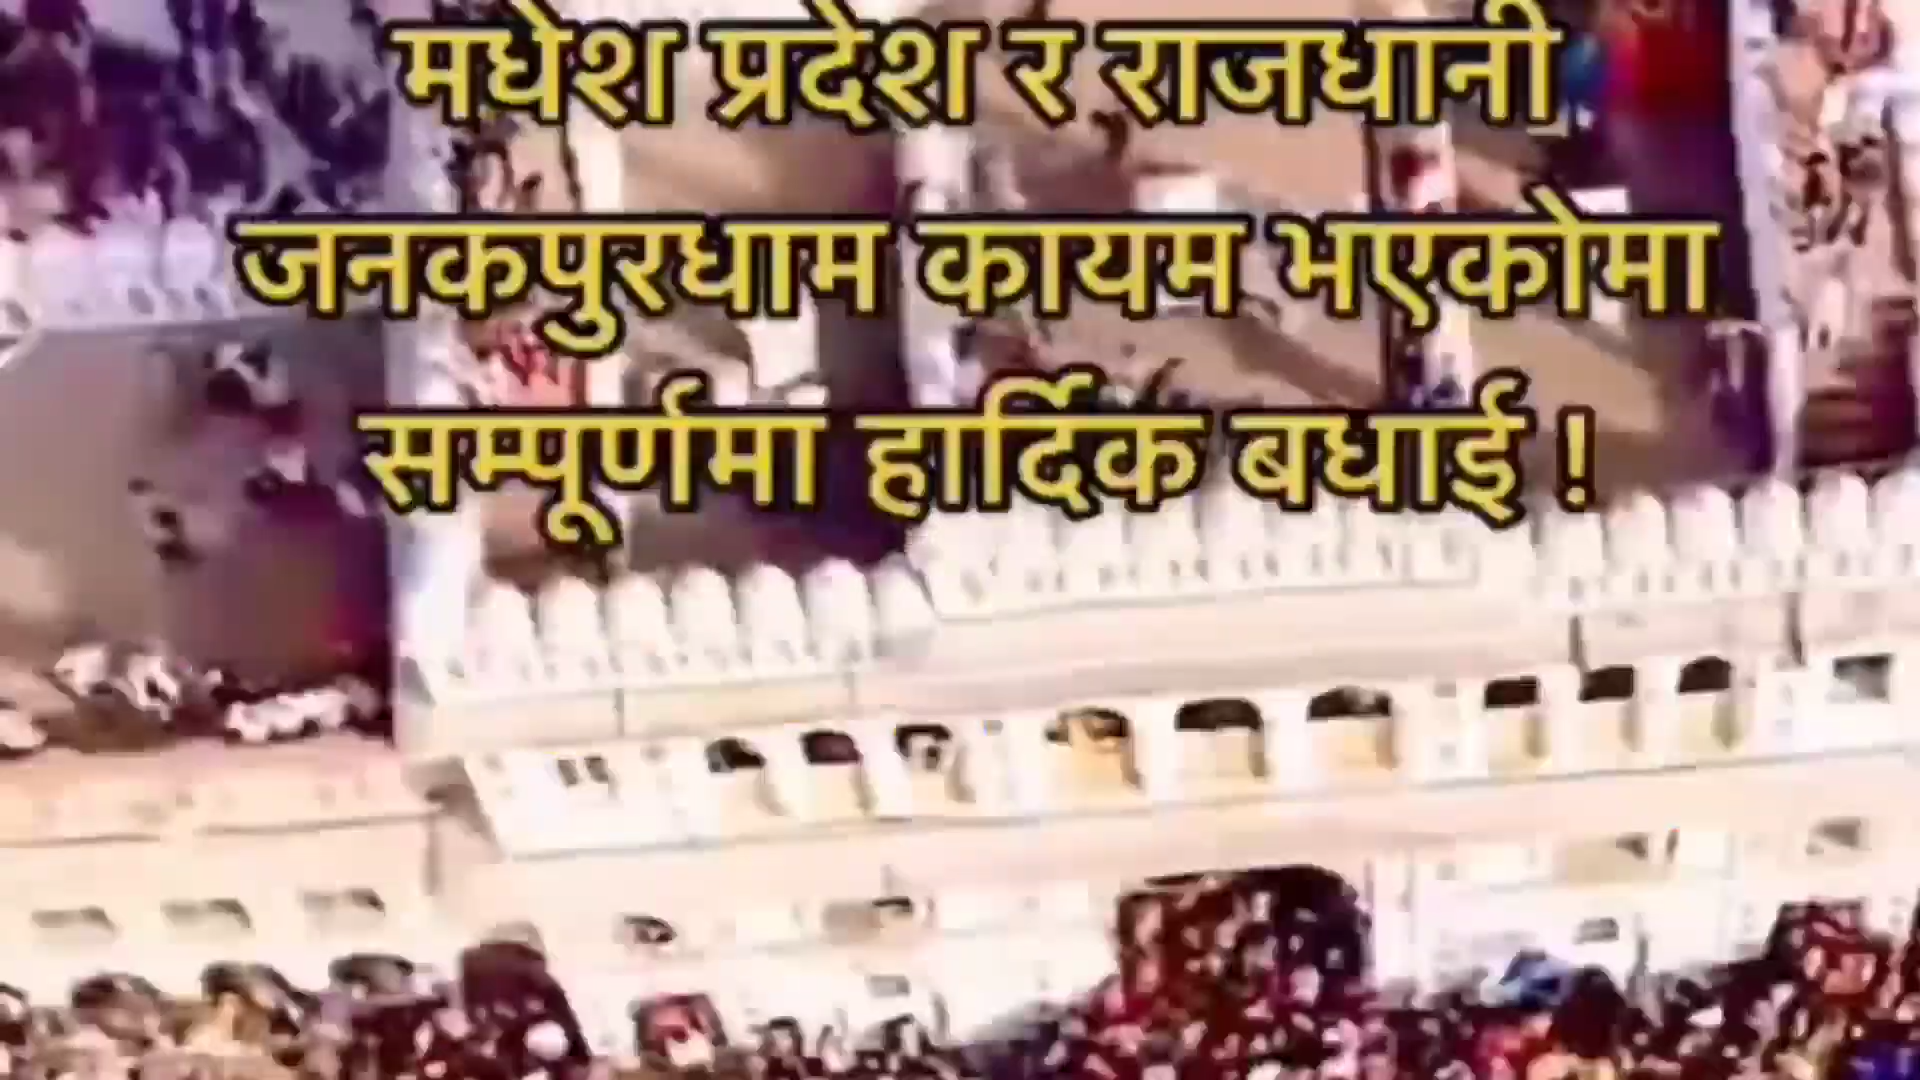 मधेश प्रदेश र राजधानी
जनकपुरधाम कायम भएकोमा
सम्पूर्णमा हार्दिक बधाई !